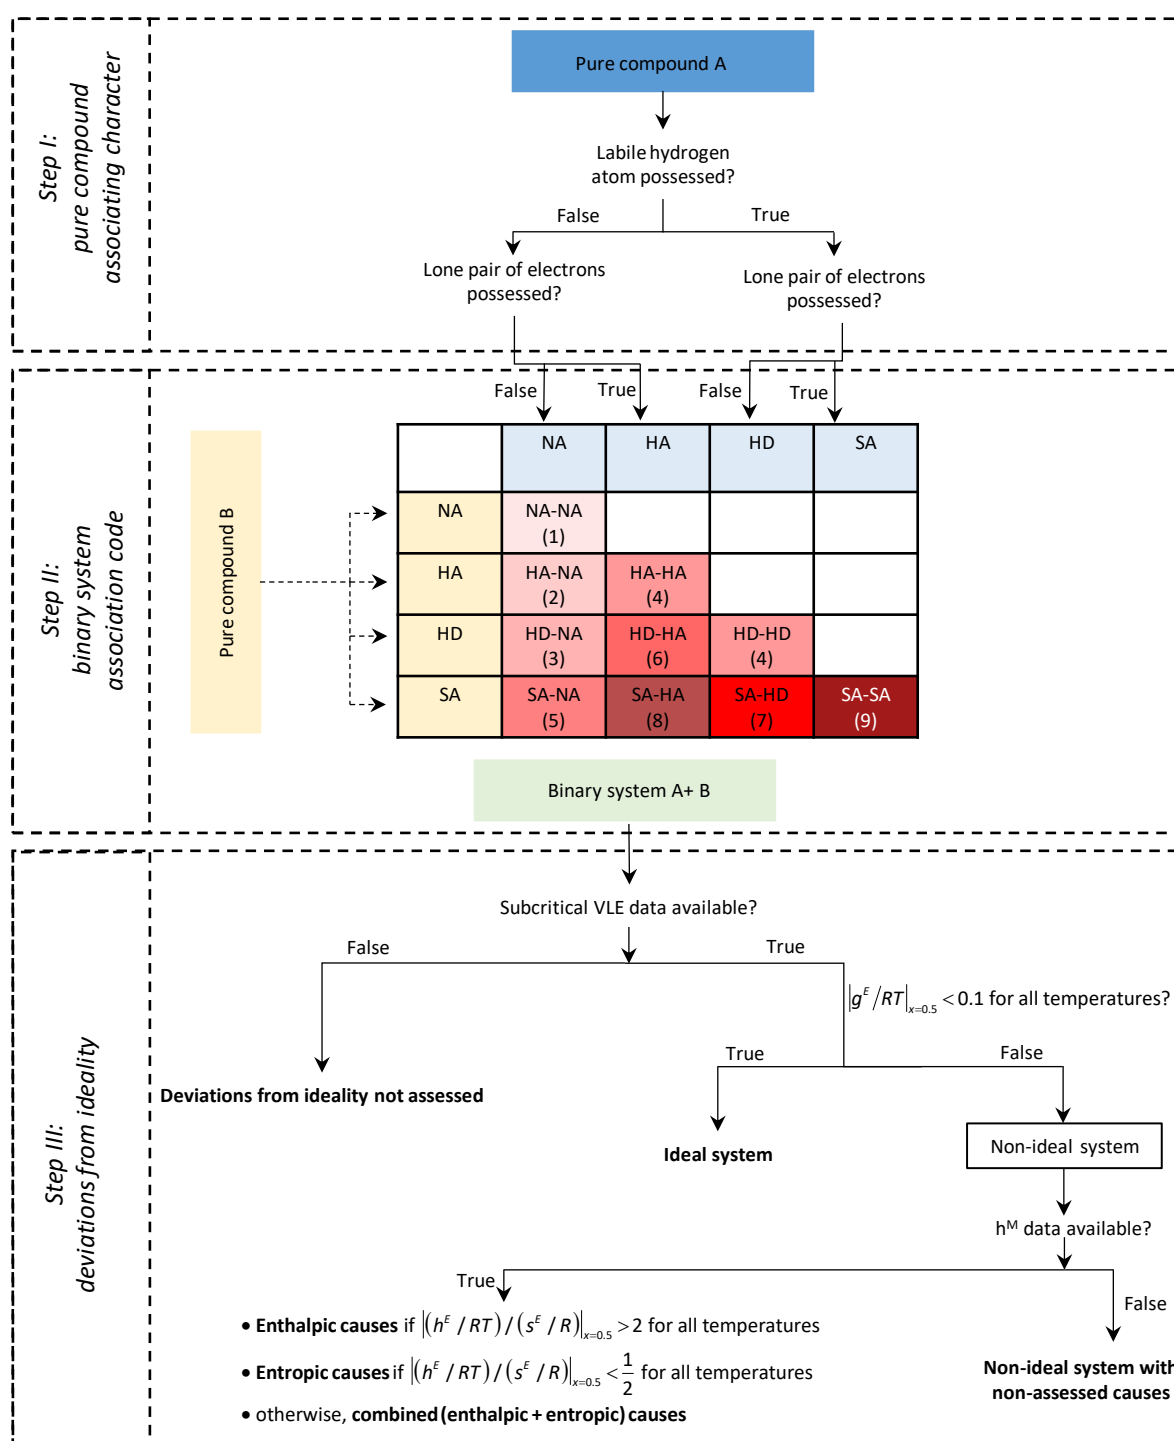 Step I:
pure compound
associating character
Pure compound A
Labile hydrogen
atom possessed?
False
True
Lone pair of electrons
possessed?
Lone pair of electrons
possessed?
Step II:
binary system
association code
False
True
False
True
Pure compound B
NA
HA
HD
SA
NA
NA-NA
(1)
HA
HA-NA
(2)
HA-HA
(4)
HD
HD-NA
(3)
HD-HA
(6)
HD-HD
(4)
SA
SA-NA
(5)
SA-HA
(8)
SA-HD
(7)
SA-SA
(9)
Binary system A+ B
Step III:
deviations from ideality
Subcritical VLE data available?
False
True
|g^E/RT|_{x=0.5} < 0.1 for all temperatures?
True
False
Deviations from ideality not assessed
Ideal system
Non-ideal system
h^M data available?
True
False
• Enthalpic causes if |(h^E / RT) / (s^E / R)|_{x=0.5} > 2 for all temperatures
• Entropic causes if |(h^E / RT) / (s^E / R)|_{x=0.5} < 1/2 for all temperatures
• otherwise, combined (enthalpic + entropic) causes
Non-ideal system with
non-assessed causes